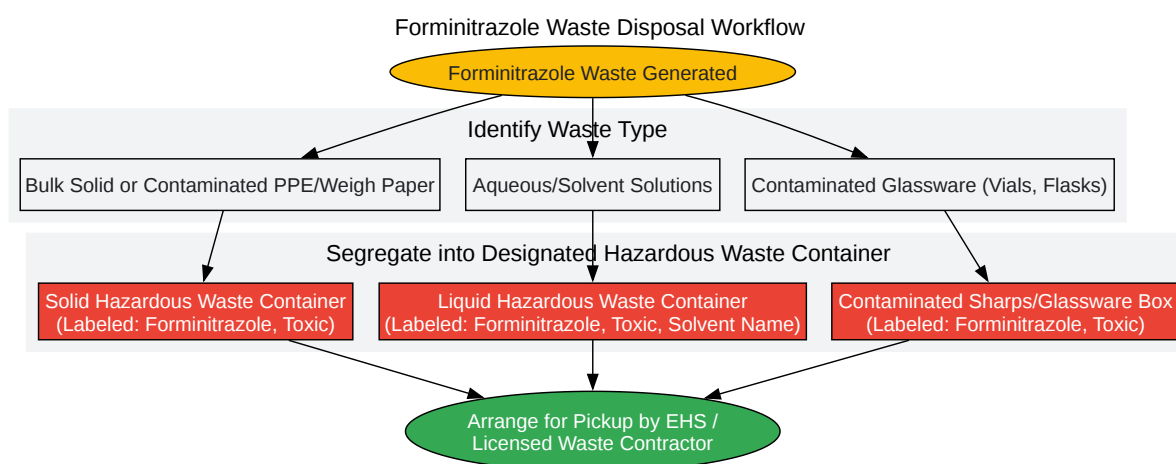 Forminitrazole Waste Disposal Workflow
Forminitrazole Waste Generated
Identify Waste Type
Bulk Solid or Contaminated PPE/Weigh Paper
Aqueous/Solvent Solutions
Contaminated Glassware (Vials, Flasks)
Segregate into Designated Hazardous Waste Container
Solid Hazardous Waste Container
(Labeled: Forminitrazole, Toxic)
Liquid Hazardous Waste Container
(Labeled: Forminitrazole, Toxic, Solvent Name)
Contaminated Sharps/Glassware Box
(Labeled: Forminitrazole, Toxic)
Arrange for Pickup by EHS /
Licensed Waste Contractor